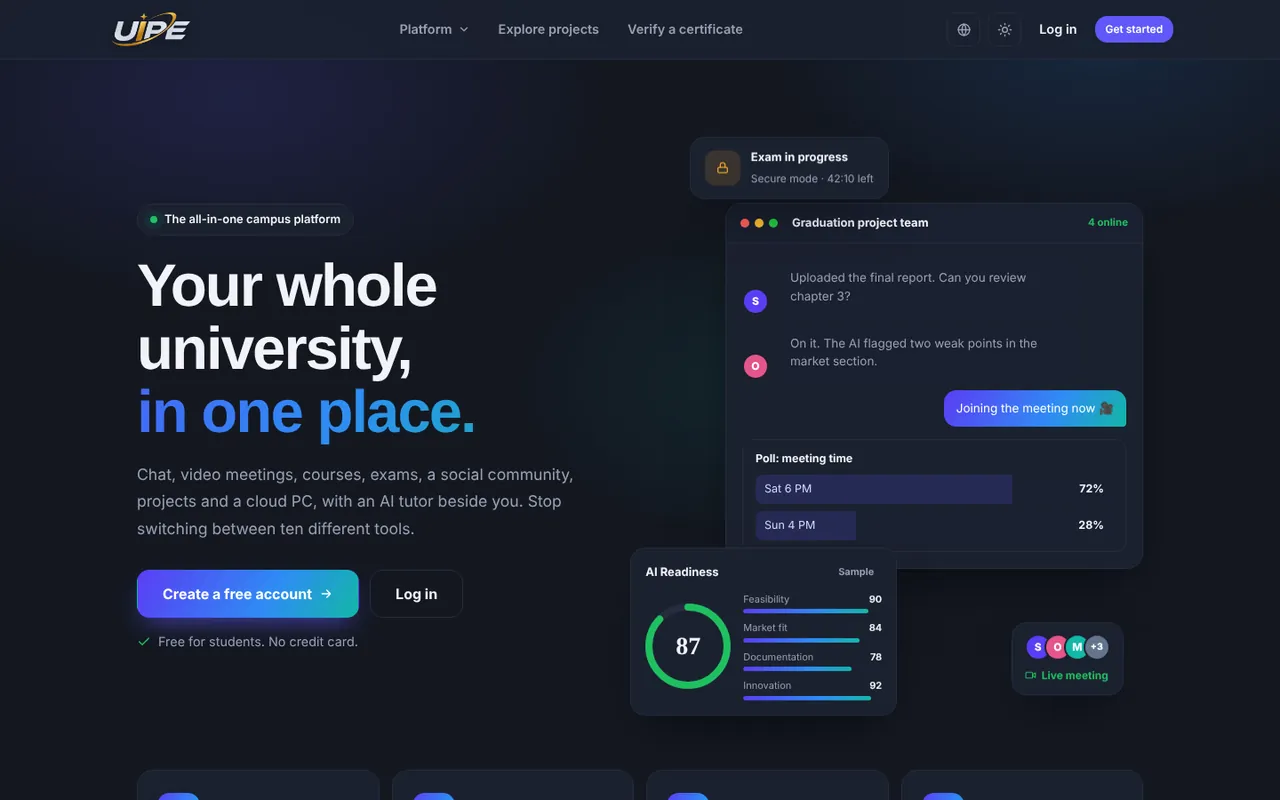 UIPE
Platform
Explore projects
Verify a certificate
Log in
Get started
The all-in-one campus platform
Your whole
university,
in one place.
Chat, video meetings, courses, exams, a social community,
projects and a cloud PC, with an AI tutor beside you. Stop
switching between ten different tools.
Create a free account →
Log in
Free for students. No credit card.
Exam in progress
Secure mode · 42:10 left
Graduation project team
4 online
Uploaded the final report. Can you review
chapter 3?
S
On it. The AI flagged two weak points in the
market section.
O
Joining the meeting now 🎥
Poll: meeting time
Sat 6 PM 72%
Sun 4 PM 28%
AI Readiness
Sample
87
Feasibility 90
Market fit 84
Documentation 78
Innovation 92
S O M +3
Live meeting